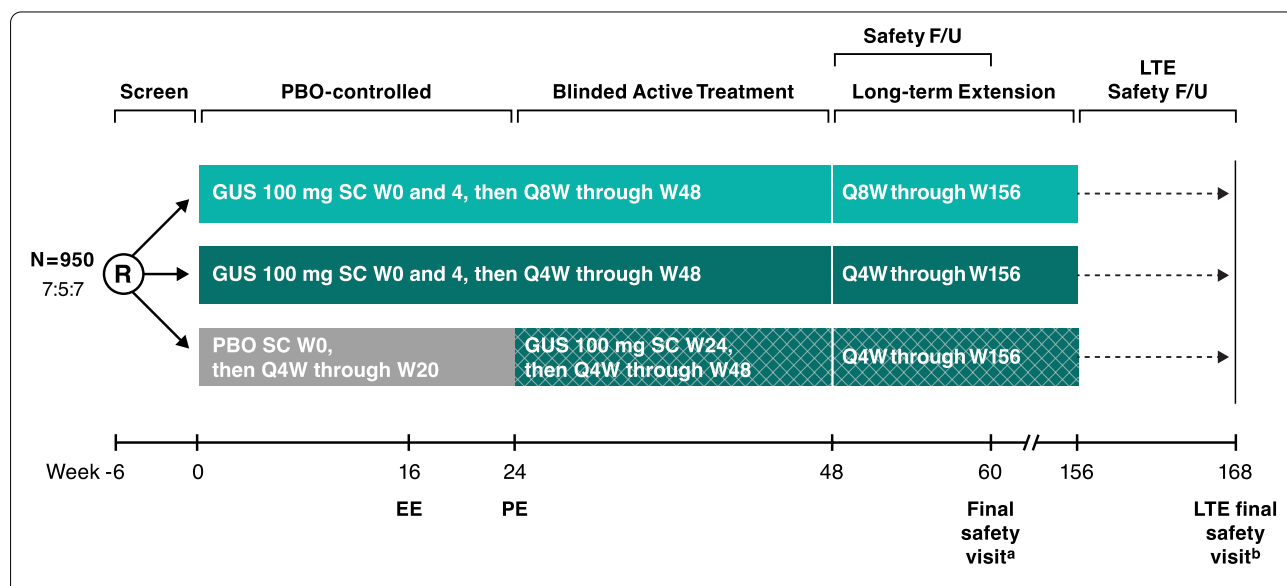 Safety F/U
LTE
Screen PBO-controlled Blinded Active Treatment Long-term Extension Safety F/U
GUS 100 mg SC W0 and 4, then Q8W through W48 Q8W through W156
N=950
7:5:7
R
GUS 100 mg SC W0 and 4, then Q4W through W48 Q4W through W156
PBO SC W0,
then Q4W through W20
GUS 100 mg SC W24,
then Q4W through W48
Q4W through W156
Week -6 0 16 24 48 60 156 168
EE PE Final
safety
visitᵃ
LTE final
safety
visitᵇ